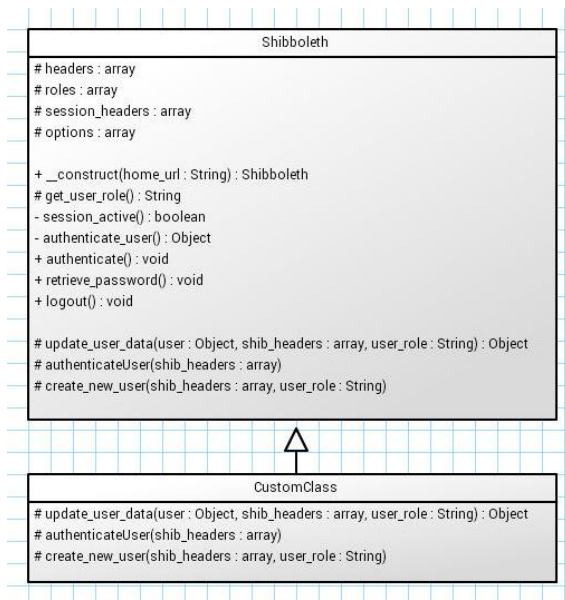 Shibboleth
# headers : array
# roles : array
# session_headers : array
# options : array
+ __construct(home_url : String) : Shibboleth
# get_user_role() : String
- session_active() : boolean
- authenticate_user() : Object
+ authenticate() : void
+ retrieve_password() : void
+ logout() : void
# update_user_data(user : Object, shib_headers : array, user_role : String) : Object
# authenticateUser(shib_headers : array)
# create_new_user(shib_headers : array, user_role : String)
CustomClass
# update_user_data(user : Object, shib_headers : array, user_role : String) : Object
# authenticateUser(shib_headers : array)
# create_new_user(shib_headers : array, user_role : String)